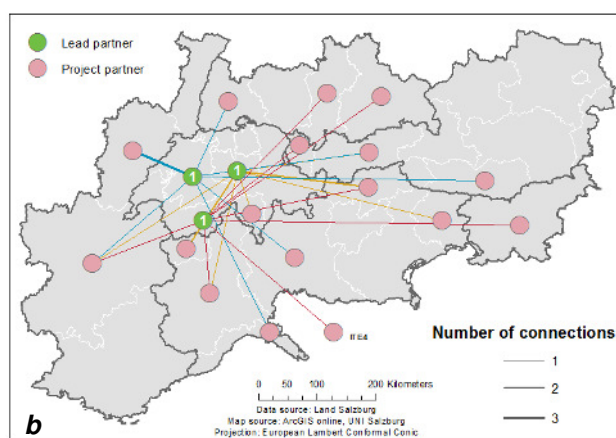 Lead partner
Project partner
1
1
1
ITE4
Number of connections
1
2
3
0 50 100 200 Kilometers
Data source: Land Salzburg
Map source: ArcGIS online, UNI Salzburg
Projection: European Lambert Conformal Conic
b